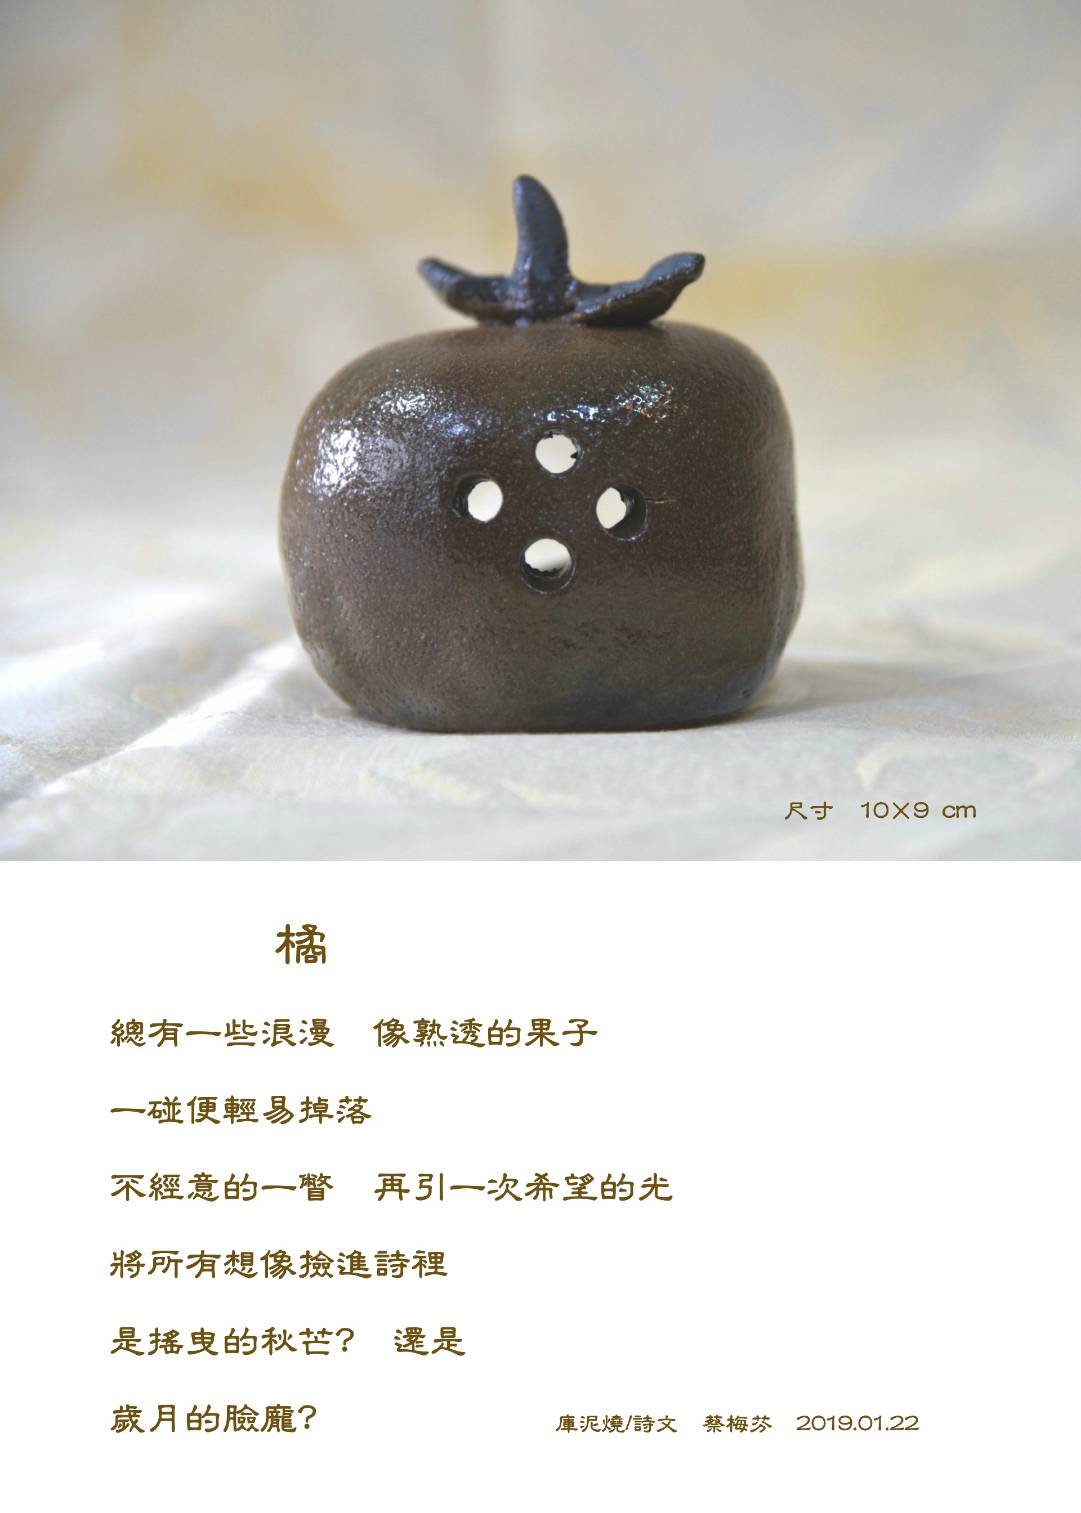 尺寸　10X9 cm
橘
總有一些浪漫　像熟透的果子
一碰便輕易掉落
不經意的一瞥　再引一次希望的光
將所有想像撿進詩裡
是搖曳的秋芒?　還是
歲月的臉龐?
庫泥燒/詩文　蔡梅芬　2019.01.22